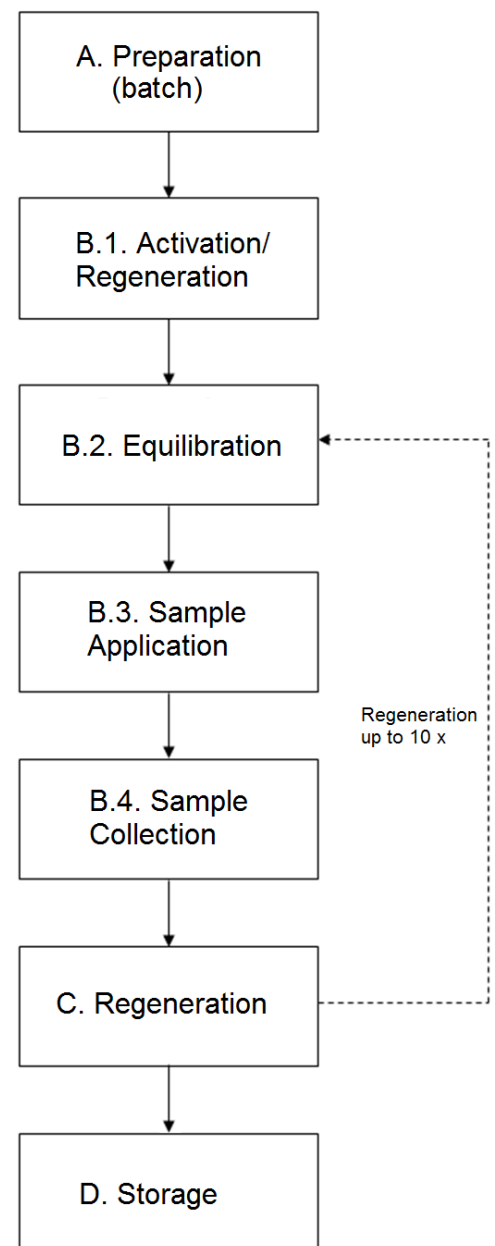 A. Preparation
(batch)
B.1. Activation/
Regeneration
B.2. Equilibration
B.3. Sample
Application
Regeneration
up to 10 x
B.4. Sample
Collection
C. Regeneration
D. Storage